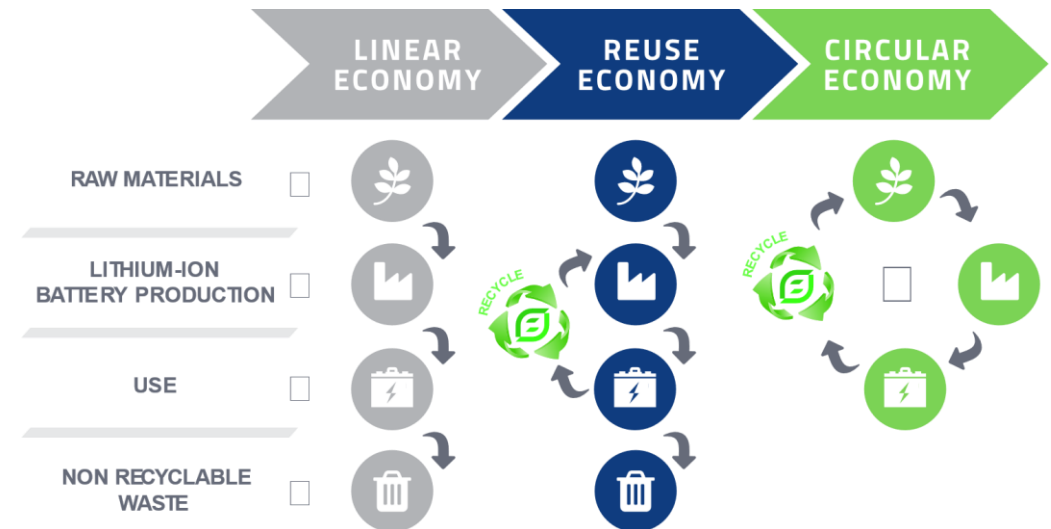 LINEAR
ECONOMY
REUSE
ECONOMY
CIRCULAR
ECONOMY
RAW MATERIALS
LITHIUM-ION
BATTERY PRODUCTION
USE
NON RECYCLABLE
WASTE
RECYCLE
RECYCLE